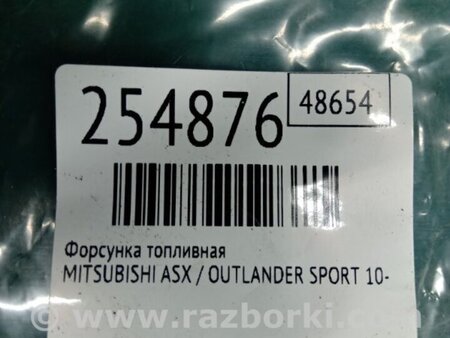 254876
48654
Форсунка топливная
MITSUBISHI ASX / OUTLANDER SPORT 10-
www.razborki.com